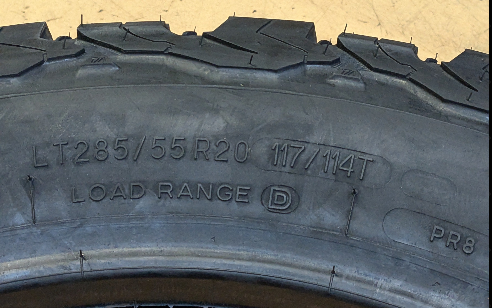 LT285/55R20 117/114T
LOAD RANGE D
PR8